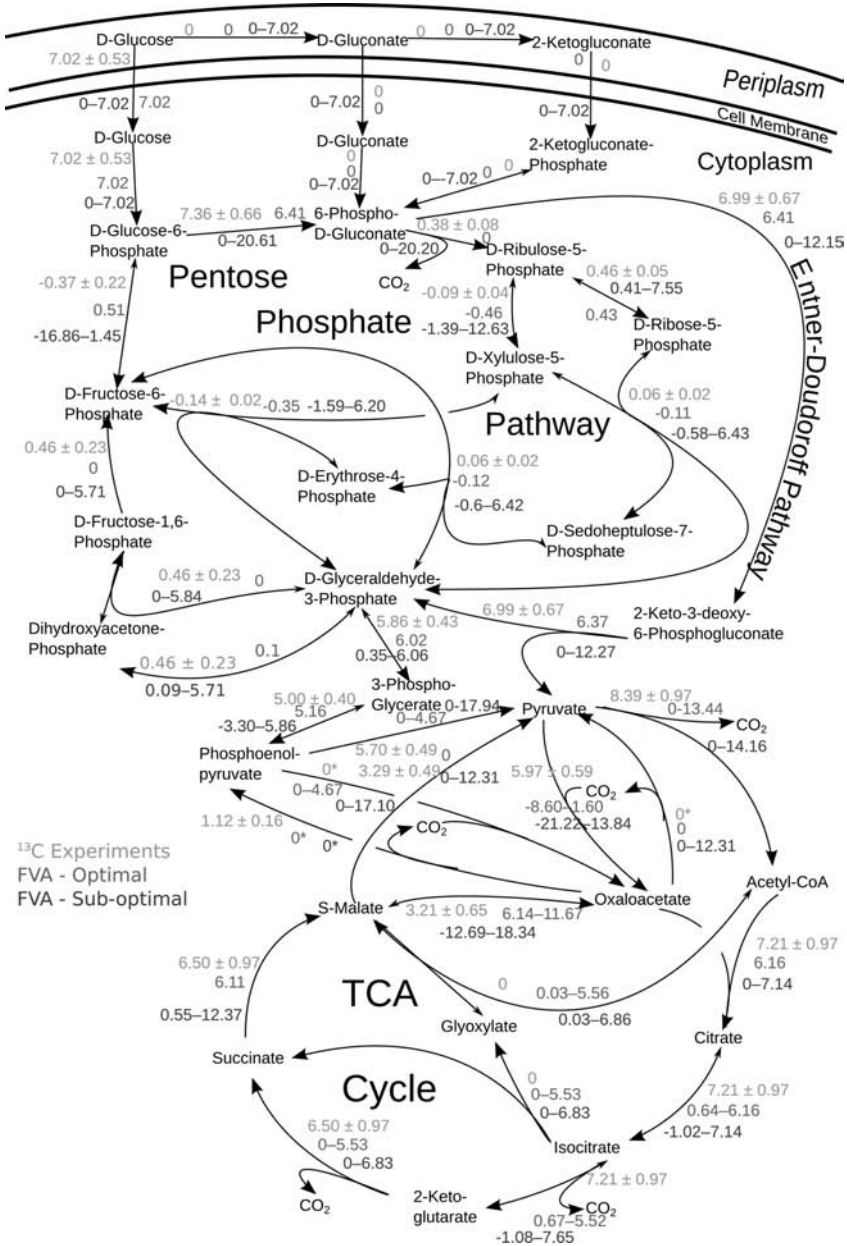 D-Glucose
0
0
0–7.02
D-Gluconate
0
0
0–7.02
2-Ketogluconate
7.02 ± 0.53
0
0
Periplasm
0–7.02
7.02
0–7.02
0
0
0–7.02
Cell Membrane
D-Glucose
D-Gluconate
2-Ketogluconate-
Phosphate
Cytoplasm
7.02 ± 0.53
7.02
0–7.02
0
0
0–7.02
0–7.02
0
0
6.99 ± 0.67
6.41
0–12.15
D-Glucose-6-
Phosphate
7.36 ± 0.66
6.41
0–20.61
6-Phospho-
D-Gluconate
0.38 ± 0.08
0
0–20.20
CO2
D-Ribulose-5-
Phosphate
Pentose
Phosphate
Pathway
Entner-Doudoroff Pathway
-0.37 ± 0.22
0.51
-16.86–1.45
-0.09 ± 0.04
-0.46
-1.39–12.63
0.46 ± 0.05
0.41–7.55
0.43
D-Ribose-5-
Phosphate
D-Xylulose-5-
Phosphate
D-Fructose-6-
Phosphate
-0.14 ± 0.02
-0.35
-1.59–6.20
0.06 ± 0.02
-0.11
-0.58–6.43
0.46 ± 0.23
0
0–5.71
D-Erythrose-4-
Phosphate
0.06 ± 0.02
-0.12
-0.6–6.42
D-Fructose-1,6-
Phosphate
D-Sedoheptulose-7-
Phosphate
0.46 ± 0.23
0
0–5.84
D-Glyceraldehyde-
3-Phosphate
6.99 ± 0.67
6.37
0–12.27
2-Keto-3-deoxy-
6-Phosphogluconate
Dihydroxyacetone-
Phosphate
0.46 ± 0.23
0.1
0.09–5.71
5.86 ± 0.43
6.02
0.35–6.06
3-Phospho-
Glycerate
5.00 ± 0.40
5.16
-3.30–5.86
0–4.67
0-17.94
Pyruvate
8.39 ± 0.97
0-13.44
0–14.16
CO2
Phosphoenol-
pyruvate
5.70 ± 0.49
0
3.29 ± 0.49
0–12.31
0*
0–4.67
0–17.10
5.97 ± 0.59
-8.60–1.60
-21.22–13.84
CO2
0*
0
0–12.31
1.12 ± 0.16
0*
0*
CO2
13C Experiments
FVA - Optimal
FVA - Sub-optimal
S-Malate
3.21 ± 0.65
6.14–11.67
-12.69–18.34
Oxaloacetate
Acetyl-CoA
6.50 ± 0.97
6.11
0.55–12.37
7.21 ± 0.97
6.16
0–7.14
TCA
Cycle
0
0.03–5.56
0.03–6.86
Glyoxylate
Citrate
Succinate
0
0–5.53
0–6.83
7.21 ± 0.97
0.64–6.16
-1.02–7.14
6.50 ± 0.97
0–5.53
0–6.83
Isocitrate
CO2
2-Keto-
glutarate
7.21 ± 0.97
CO2
0.67–5.52
-1.08–7.65